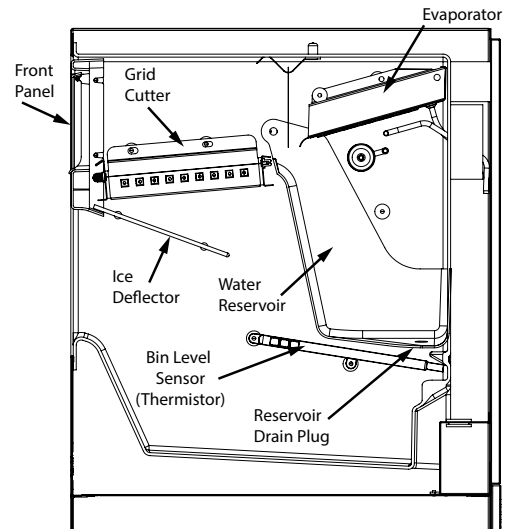 Evaporator
Front
Panel
Grid
Cutter
Ice
Deflector
Water
Reservoir
Bin Level
Sensor
(Thermistor)
Reservoir
Drain Plug